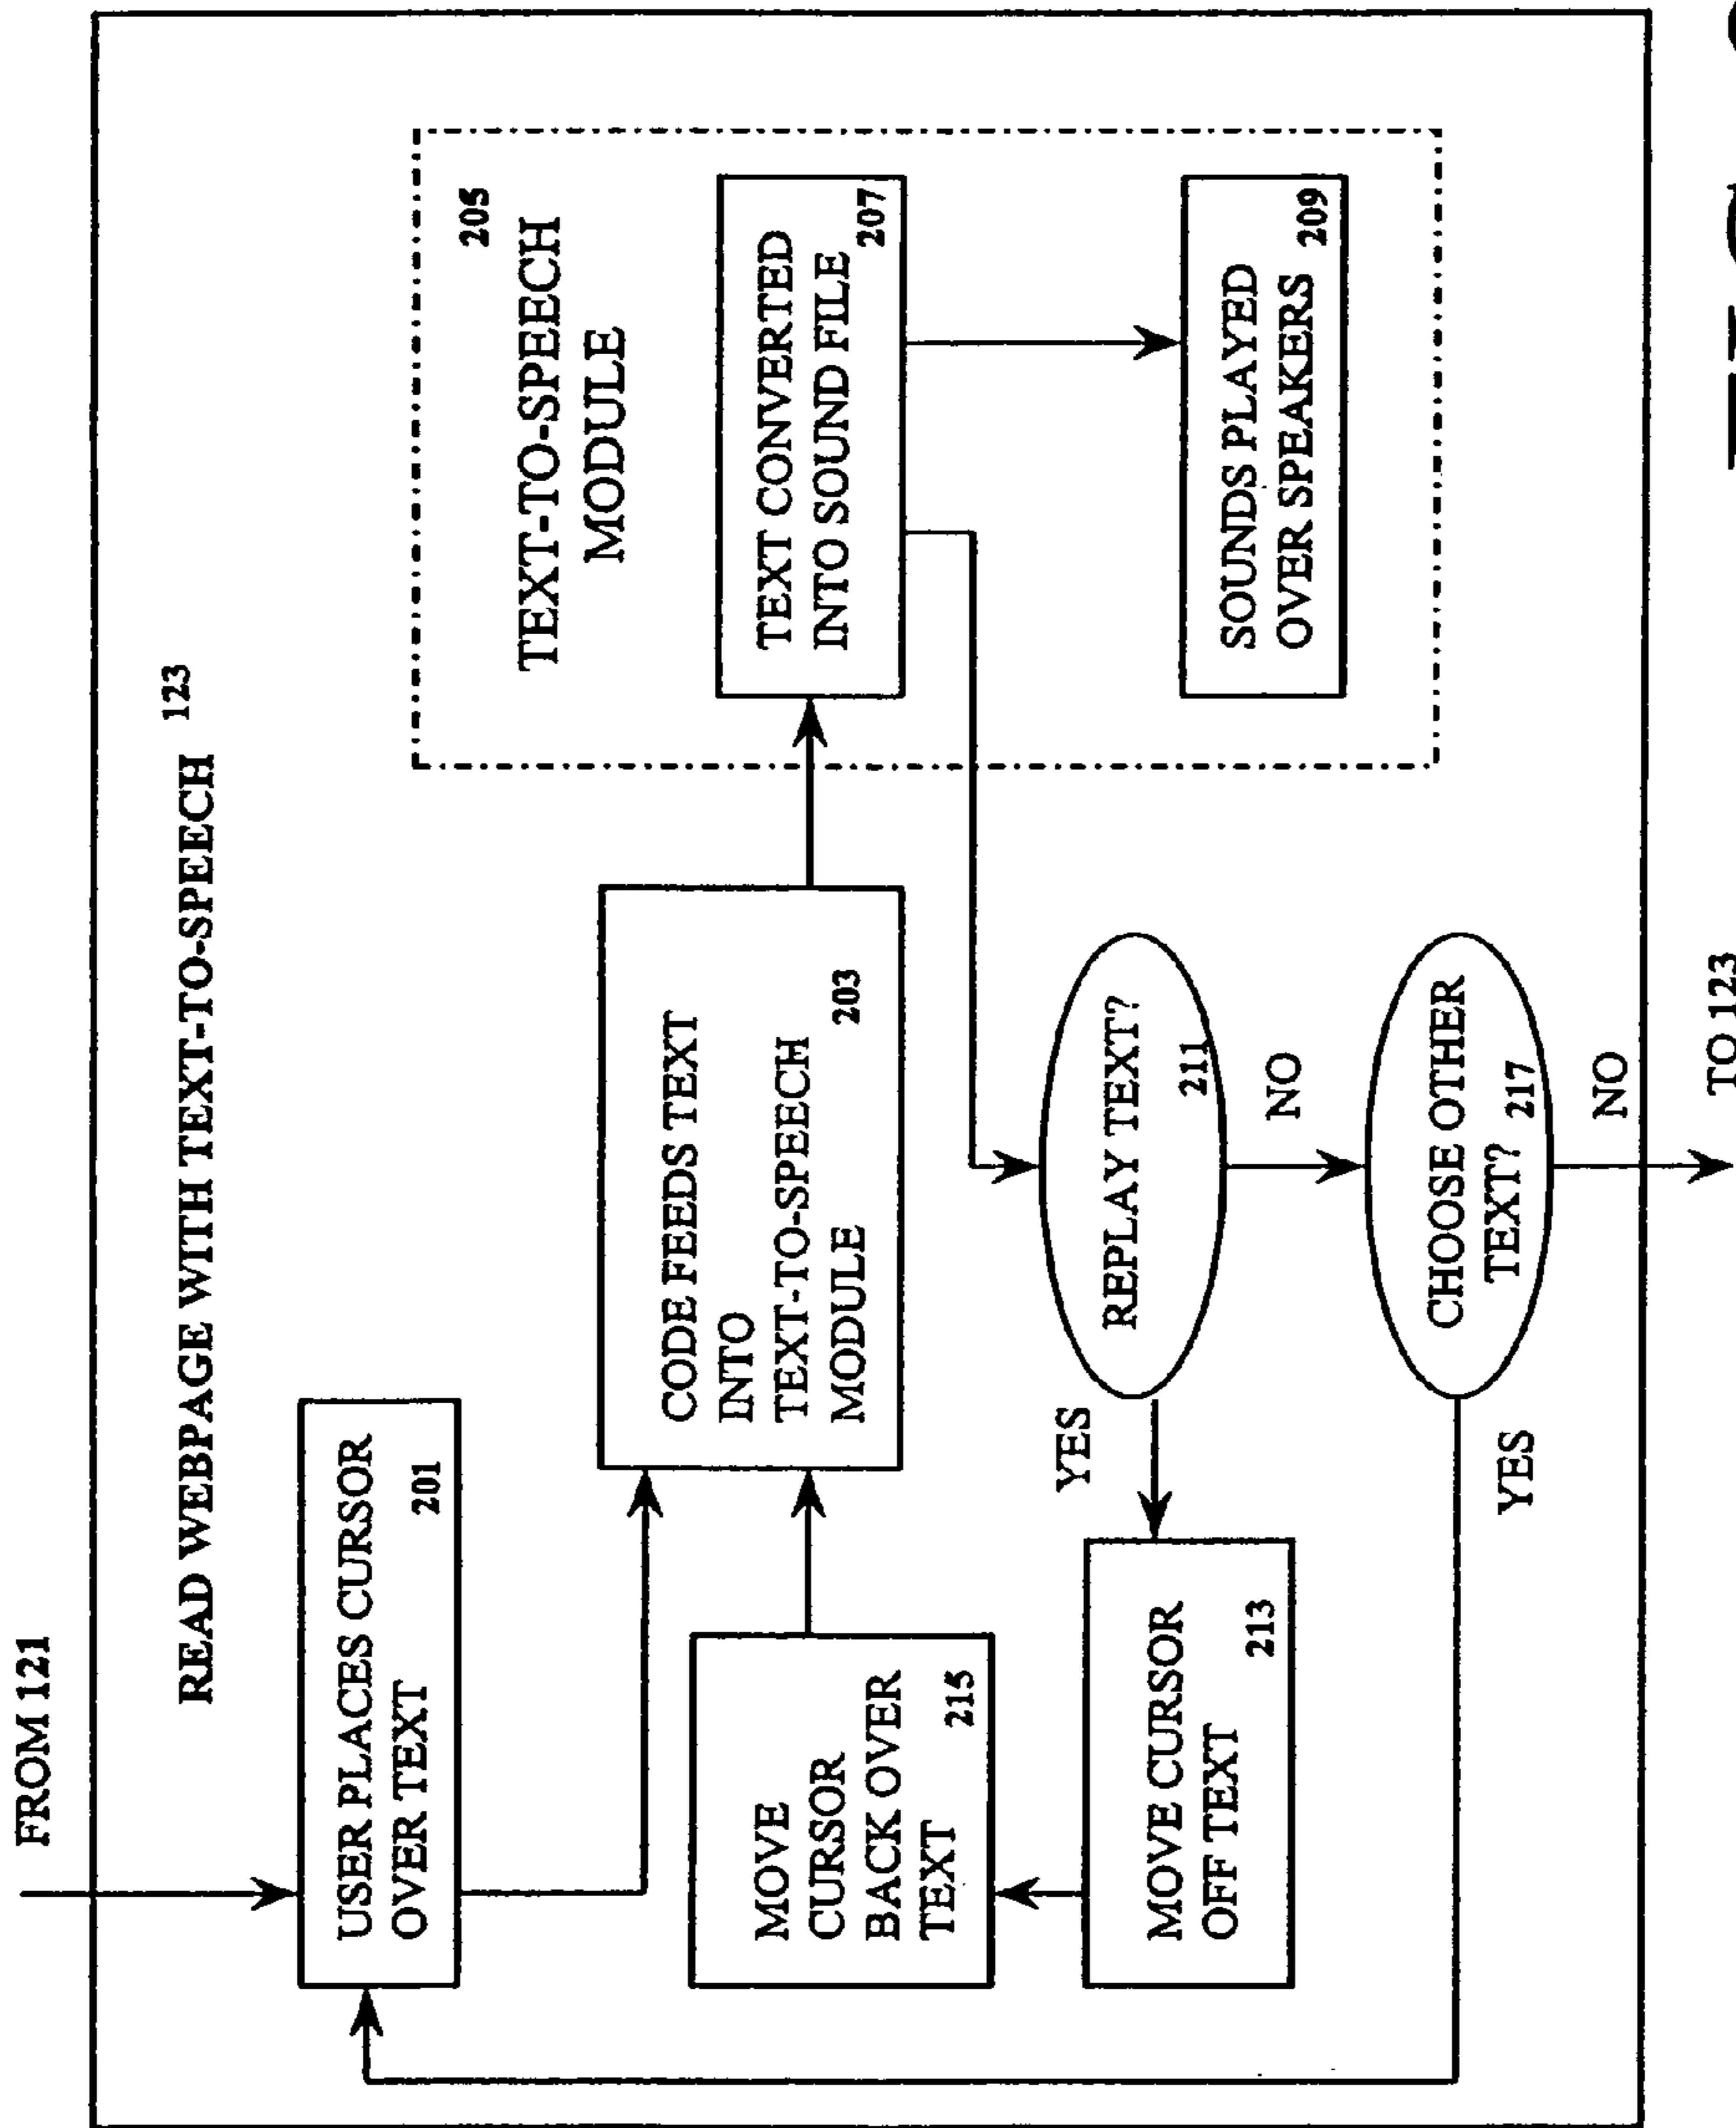 FROM 121
READ WEBPAGE WITH TEXT-TO-SPEECH 123
USER PLACES CURSOR
OVER TEXT
201
CODE FEEDS TEXT
INTO
TEXT-TO-SPEECH
MODULE
203
205
TEXT-TO-SPEECH
MODULE
TEXT CONVERTED
INTO SOUND FILE
207
SOUNDS PLAYED
OVER SPEAKERS
209
MOVE
CURSOR
BACK OVER
TEXT
215
MOVE CURSOR
OFF TEXT
213
YES
REPLAY TEXT?
211
NO
CHOOSE OTHER
TEXT?
217
YES
NO
TO 123